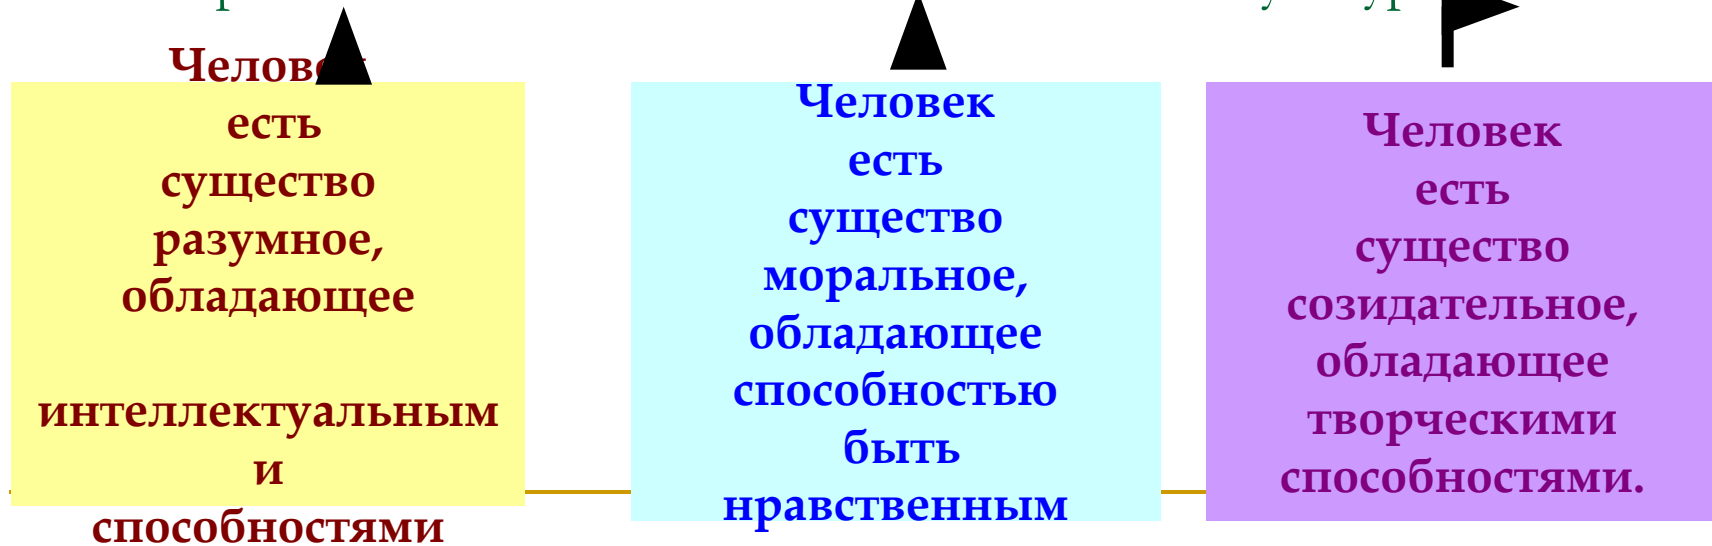 Человек
есть
существо
разумное,
обладающее
интеллектуальным
и
способностями
Человек
есть
существо
моральное,
обладающее
способностью
быть
нравственным
Человек
есть
существо
созидательное,
обладающее
творческими
способностями.